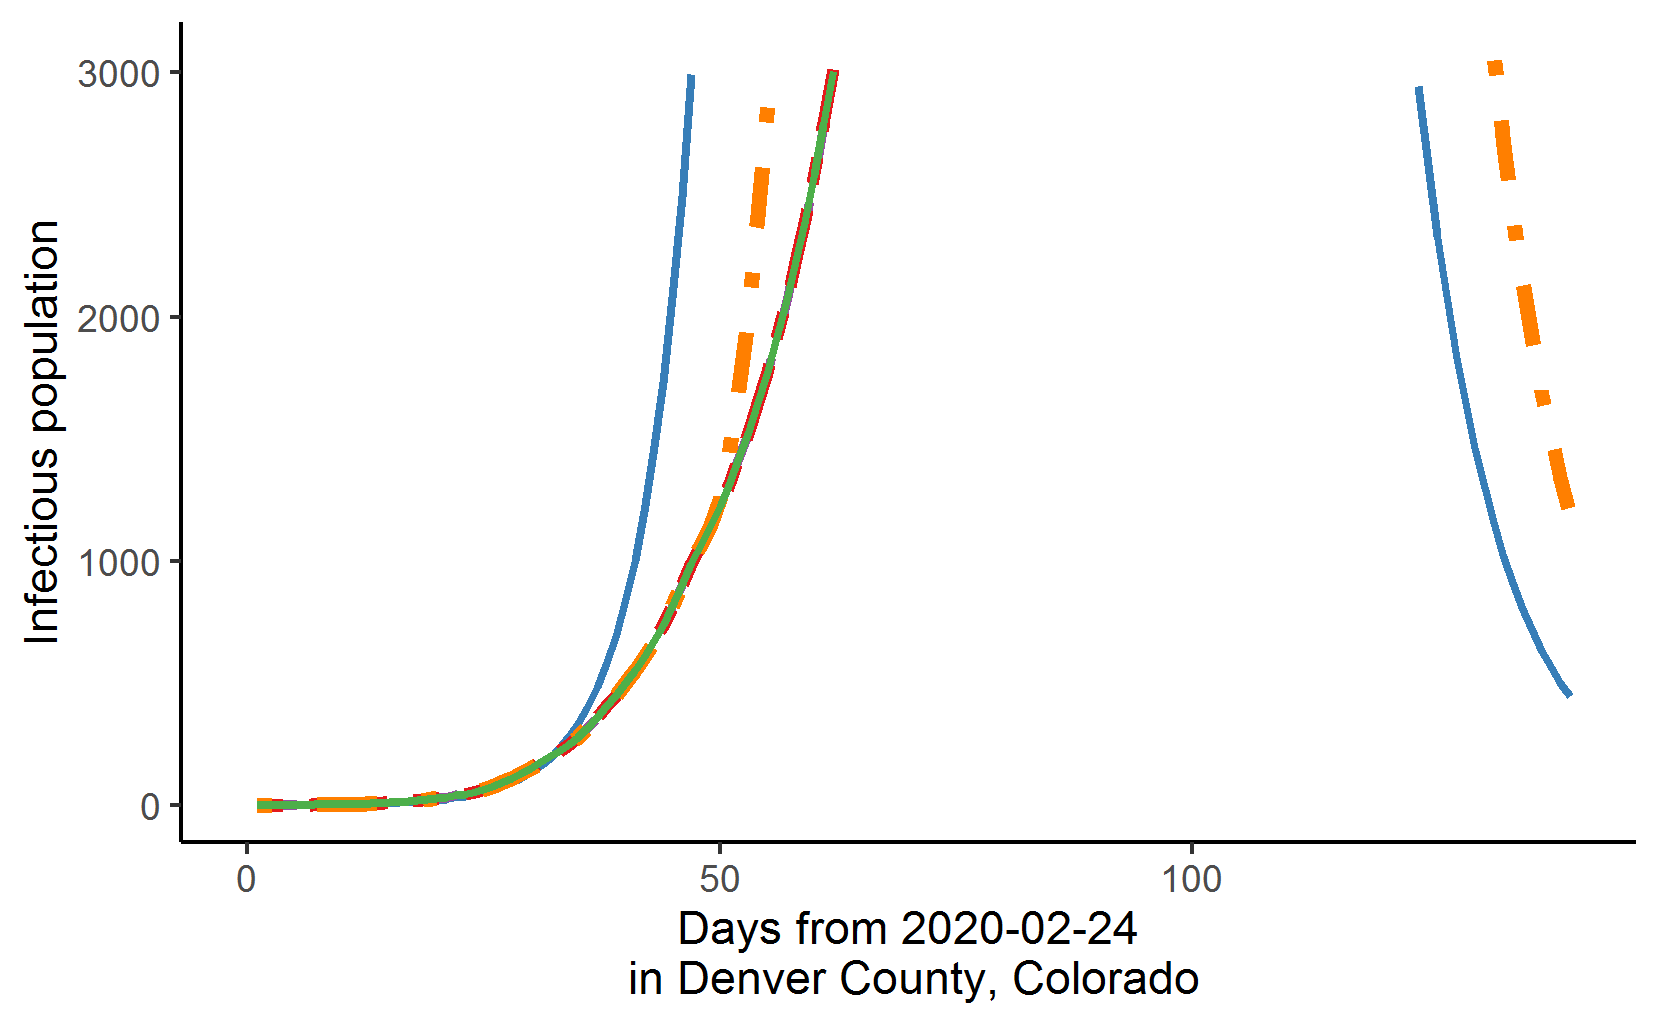 Infectious population
3000
2000
1000
0
0
50
100
Days from 2020-02-24
in Denver County, Colorado